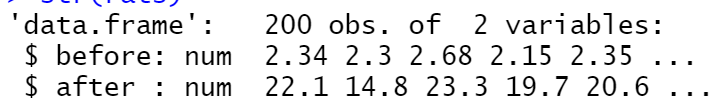 'data.frame':   200 obs. of  2 variables:
 $ before: num  2.34 2.3 2.68 2.15 2.35 ...
 $ after : num  22.1 14.8 23.3 19.7 20.6 ...